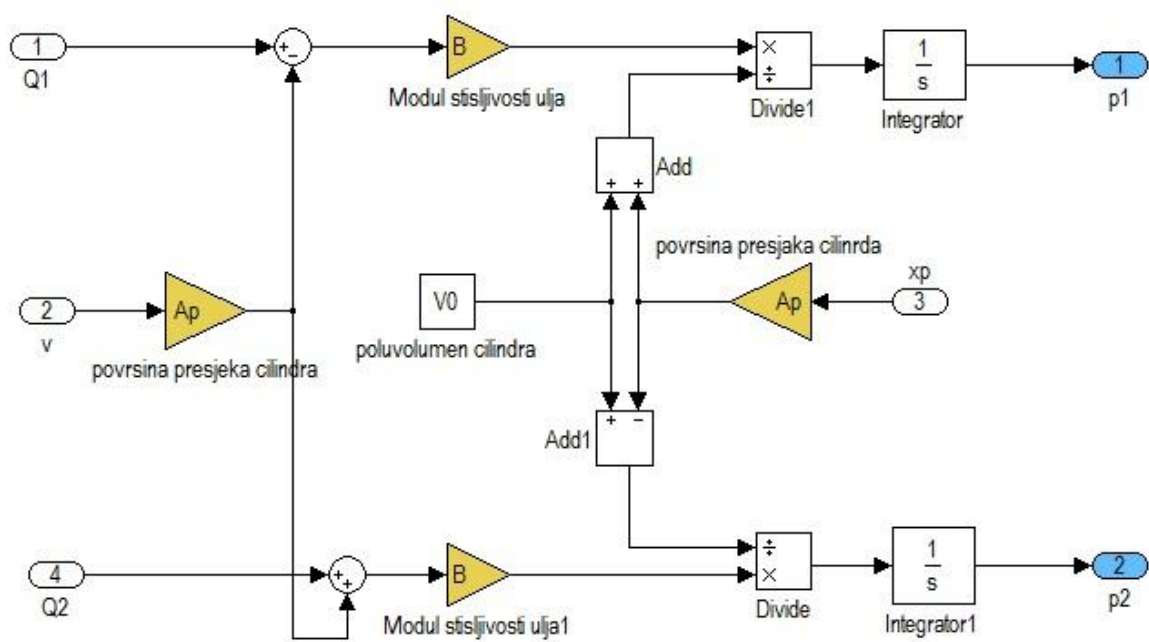 1
Q1
+
−
B
Modul stisljivosti ulja
×
÷
Divide1
1
s
Integrator
1
p1
Add
+ +
povrsina presjaka cilinrda
2
v
Ap
povrsina presjeka cilindra
V0
poluvolumen cilindra
Ap
xp
3
+ −
Add1
4
Q2
+
+
B
Modul stisljivosti ulja1
÷
×
Divide
1
s
Integrator1
2
p2